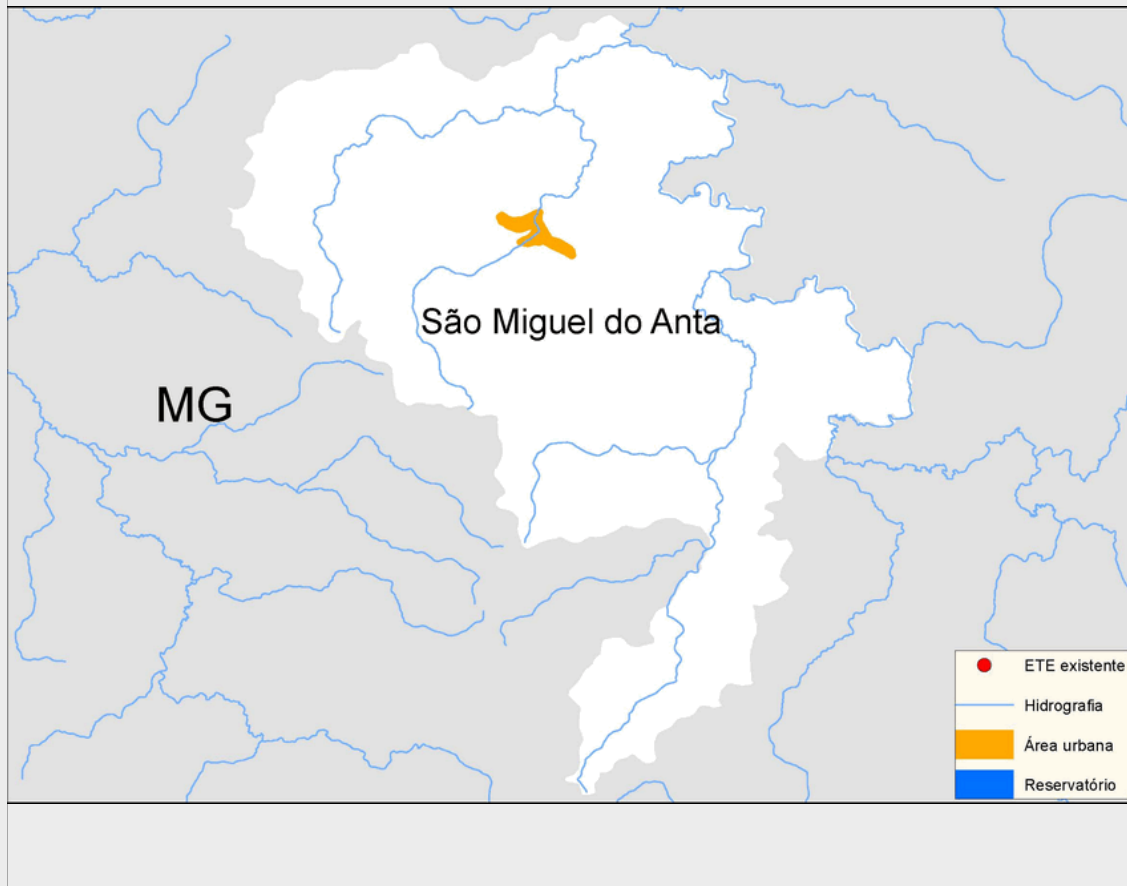 São Miguel do Anta
MG
ETE existente
Hidrografia
Área urbana
Reservatório